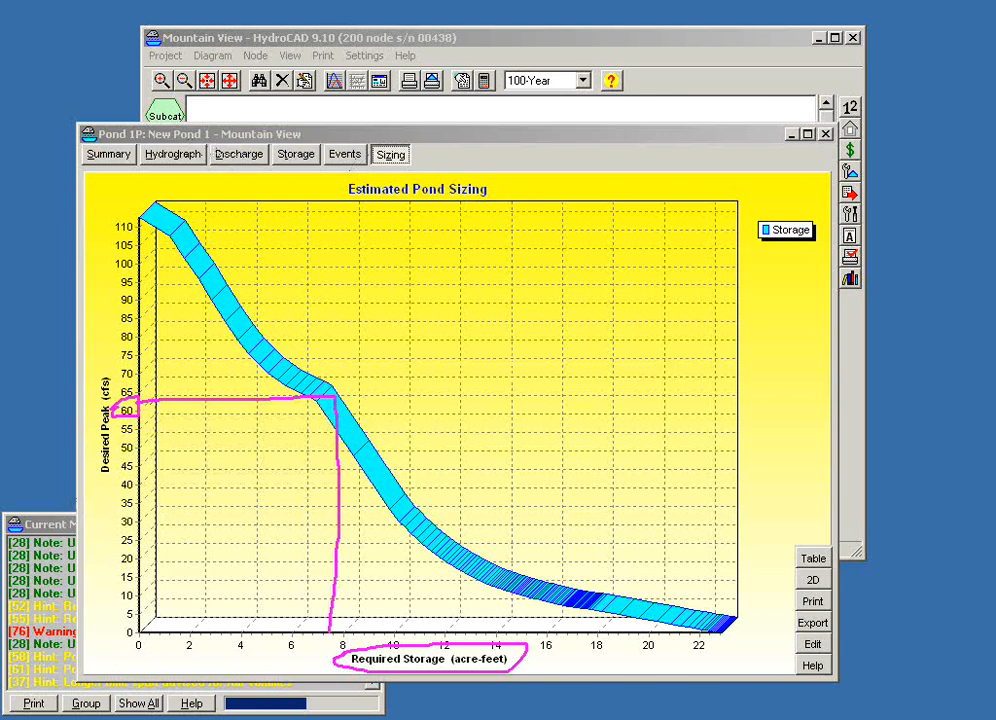 Mountain View - HydroCAD 9.10 (200 node s/n 00438)
Project Diagram Node View Print Settings Help
100-Year
Subcat
12
Pond 1P: New Pond 1 - Mountain View
Summary Hydrograph Discharge Storage Events Sizing
Estimated Pond Sizing
Storage
Desired Peak (cfs)
110
105
100
95
90
85
80
75
70
65
60
55
50
45
40
35
30
25
20
15
10
5
0
0 2 4 6 8 10 12 14 16 18 20 22
Required Storage (acre-feet)
Table
2D
Print
Export
Edit
Help
Current
[28] Note: U
[28] Note: U
[28] Note: U
[28] Note: U
[28] Note: U
[52] Hint: R
[55] Hint: R
[76] Warning
[28] Note: U
[58] Hint:
[61] Hint:
[37] Hint:
Print Group Show All Help